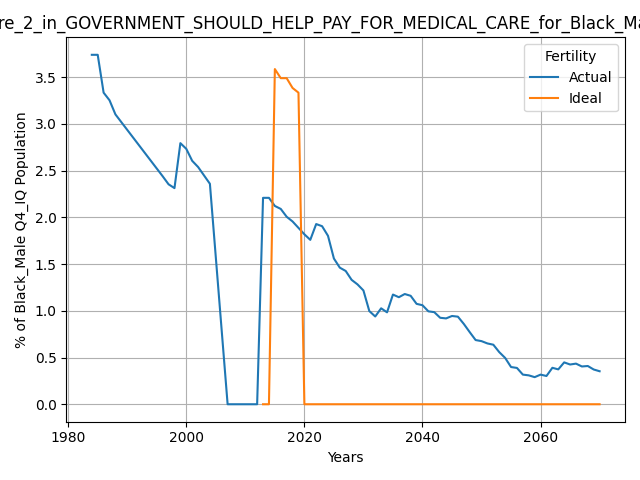 re_2_in_GOVERNMENT_SHOULD_HELP_PAY_FOR_MEDICAL_CARE_for_Black_Ma
Fertility
Actual
Ideal
3.5
3.0
2.5
2.0
1.5
1.0
0.5
0.0
% of Black_Male Q4_IQ Population
1980
2000
2020
2040
2060
Years